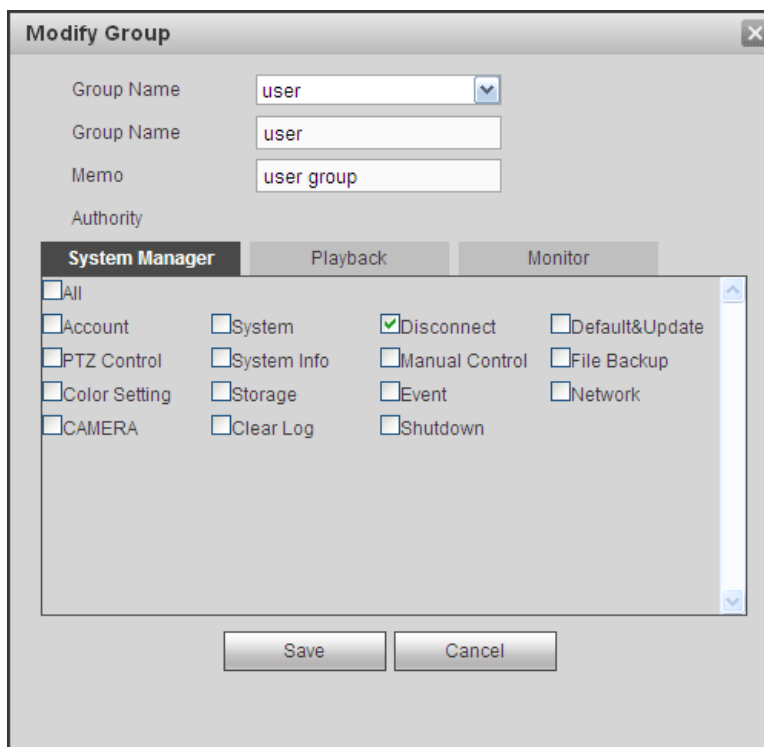 Modify Group
Group Name user
Group Name user
Memo user group
Authority
System Manager Playback Monitor
All
Account System Disconnect Default&Update
PTZ Control System Info Manual Control File Backup
Color Setting Storage Event Network
CAMERA Clear Log Shutdown
Save Cancel